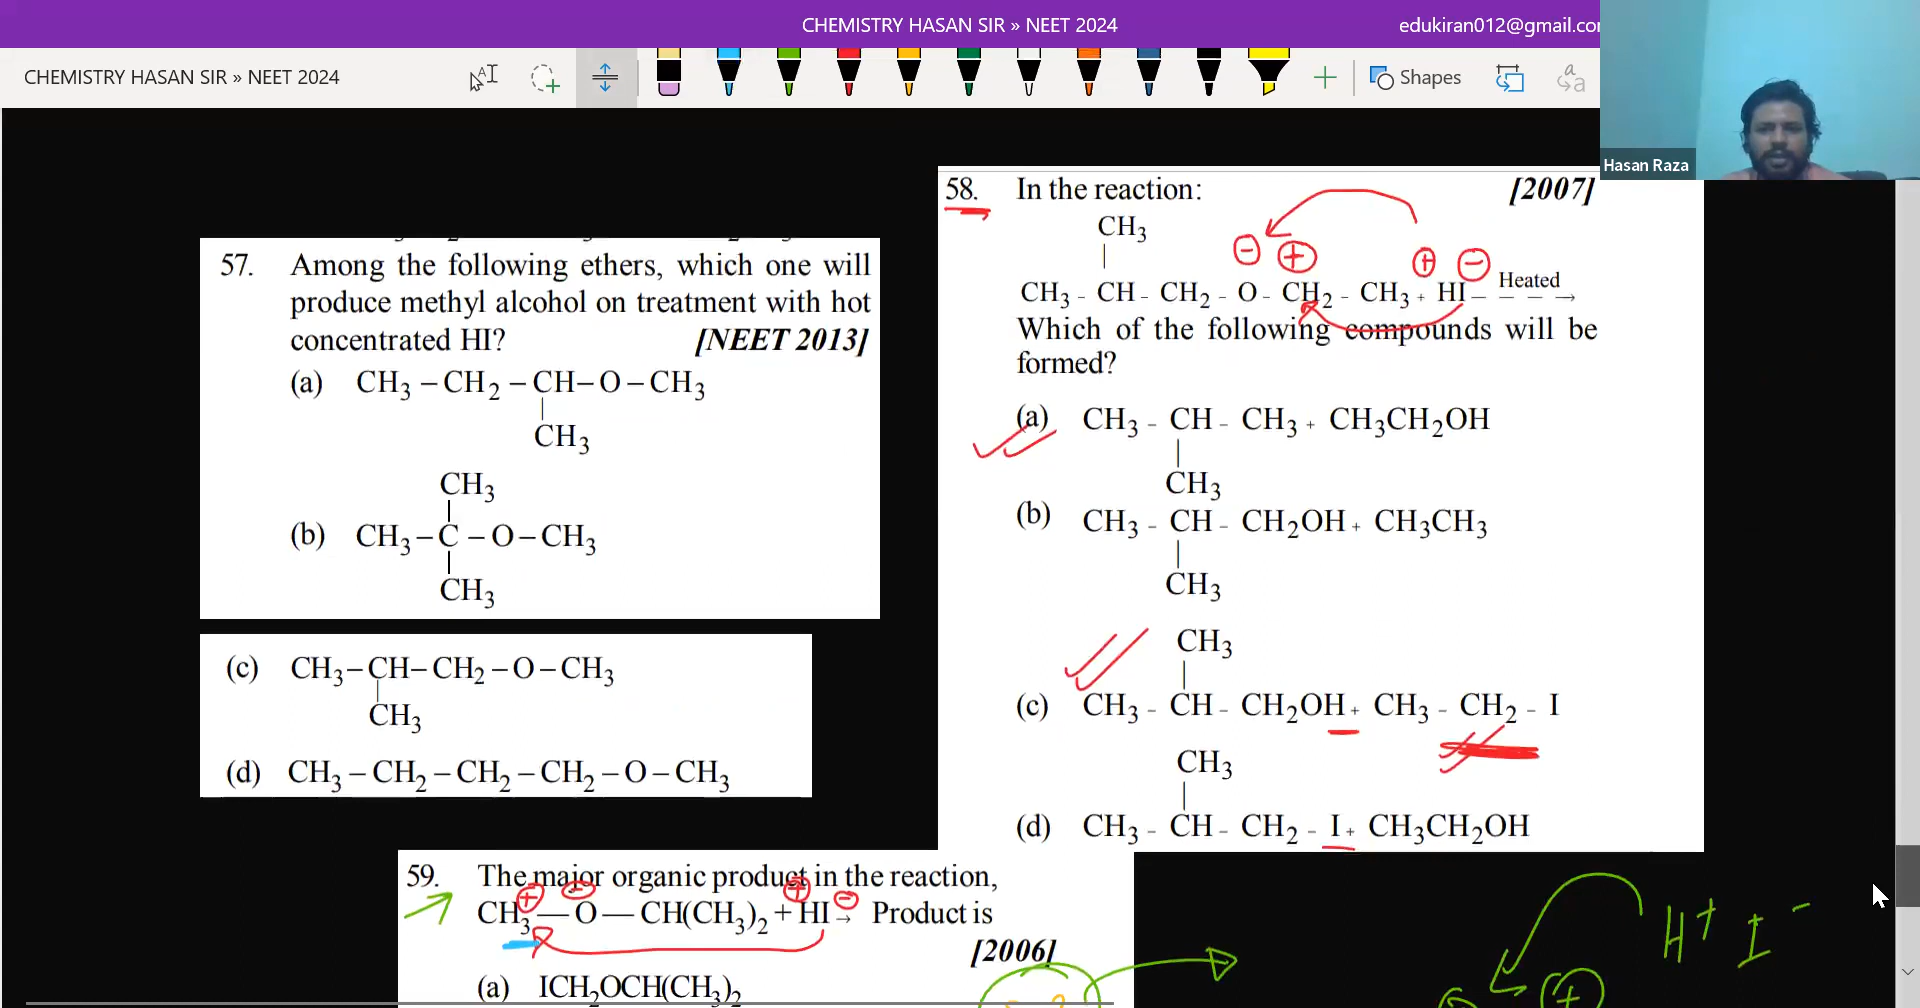 CHEMISTRY HASAN SIR » NEET 2024
edukiran012@gmail.co
CHEMISTRY HASAN SIR » NEET 2024
Shapes
Hasan Raza
57. Among the following ethers, which one will
produce methyl alcohol on treatment with hot
concentrated HI? [NEET 2013]
(a) CH₃ – CH₂ – CH – O – CH₃
|
CH₃
CH₃
|
(b) CH₃ – C – O – CH₃
|
CH₃
(c) CH₃ – CH – CH₂ – O – CH₃
|
CH₃
(d) CH₃ – CH₂ – CH₂ – CH₂ – O – CH₃
58. In the reaction: [2007]
CH₃
|
⊖ ⊕ ⊕ ⊖
CH₃ - CH - CH₂ - O - CH₂ - CH₃ + HI Heated - - - →
Which of the following compounds will be
formed?
(a) CH₃ - CH - CH₃ + CH₃CH₂OH
|
CH₃
(b) CH₃ - CH - CH₂OH + CH₃CH₃
|
CH₃
CH₃
|
(c) CH₃ - CH - CH₂OH + CH₃ - CH₂ - I
CH₃
|
(d) CH₃ - CH - CH₂ - I + CH₃CH₂OH
59. The major organic product in the reaction,
⊕ ⊖ ⊕ ⊖
CH₃ — O — CH(CH₃)₂ + HI → Product is
[2006]
(a) ICH₂OCH(CH₃)₂
H⁺ I⁻
⊕